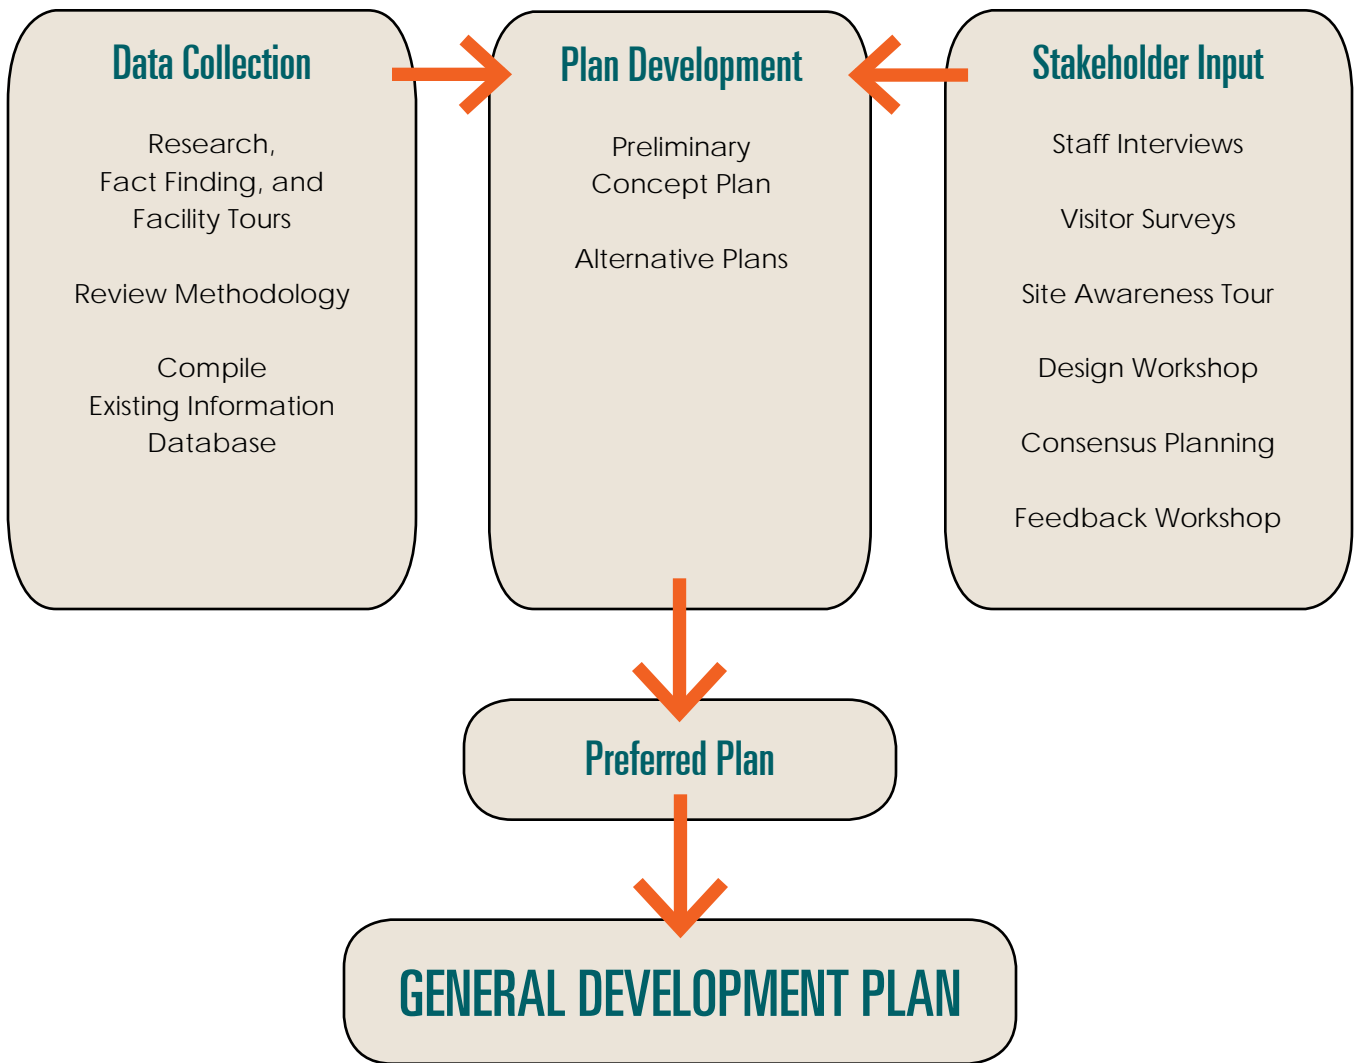 Data Collection
Research,
Fact Finding, and
Facility Tours
Review Methodology
Compile
Existing Information
Database
Plan Development
Preliminary
Concept Plan
Alternative Plans
Stakeholder Input
Staff Interviews
Visitor Surveys
Site Awareness Tour
Design Workshop
Consensus Planning
Feedback Workshop
Preferred Plan
GENERAL DEVELOPMENT PLAN